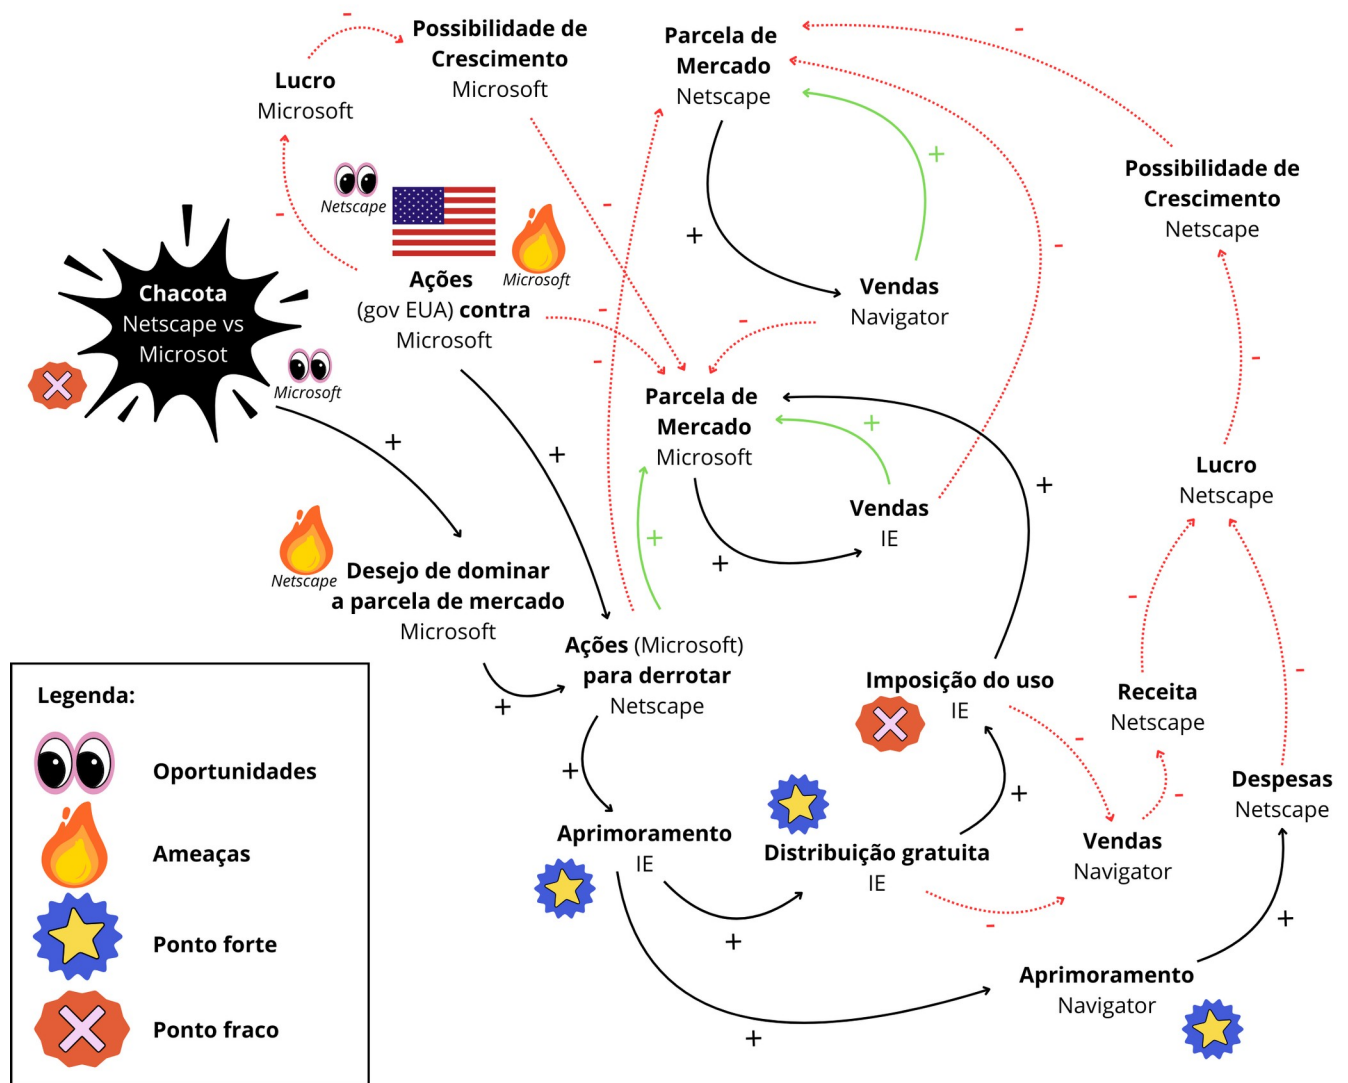 Possibilidade de
Crescimento
Microsoft
-
Lucro
Microsoft
-
Parcela de
Mercado
Netscape
-
+
Possibilidade de
Crescimento
Netscape
Netscape
Microsoft
-
+
-
Ações
(gov EUA) contra
Microsoft
-
-
-
Vendas
Navigator
-
Chacota
Netscape vs
Microsot
Microsoft
+
+
Parcela de
Mercado
Microsoft
+
+
-
Lucro
Netscape
Vendas
IE
+
+
Netscape
Desejo de dominar
a parcela de mercado
Microsoft
+
Ações (Microsoft)
para derrotar
Netscape
+
Imposição do uso
IE
-
-
-
Receita
Netscape
-
Despesas
Netscape
+
Aprimoramento
IE
Distribuição gratuita
IE
Vendas
Navigator
+
-
+
Aprimoramento
Navigator
+
Legenda:
Oportunidades
Ameaças
Ponto forte
Ponto fraco